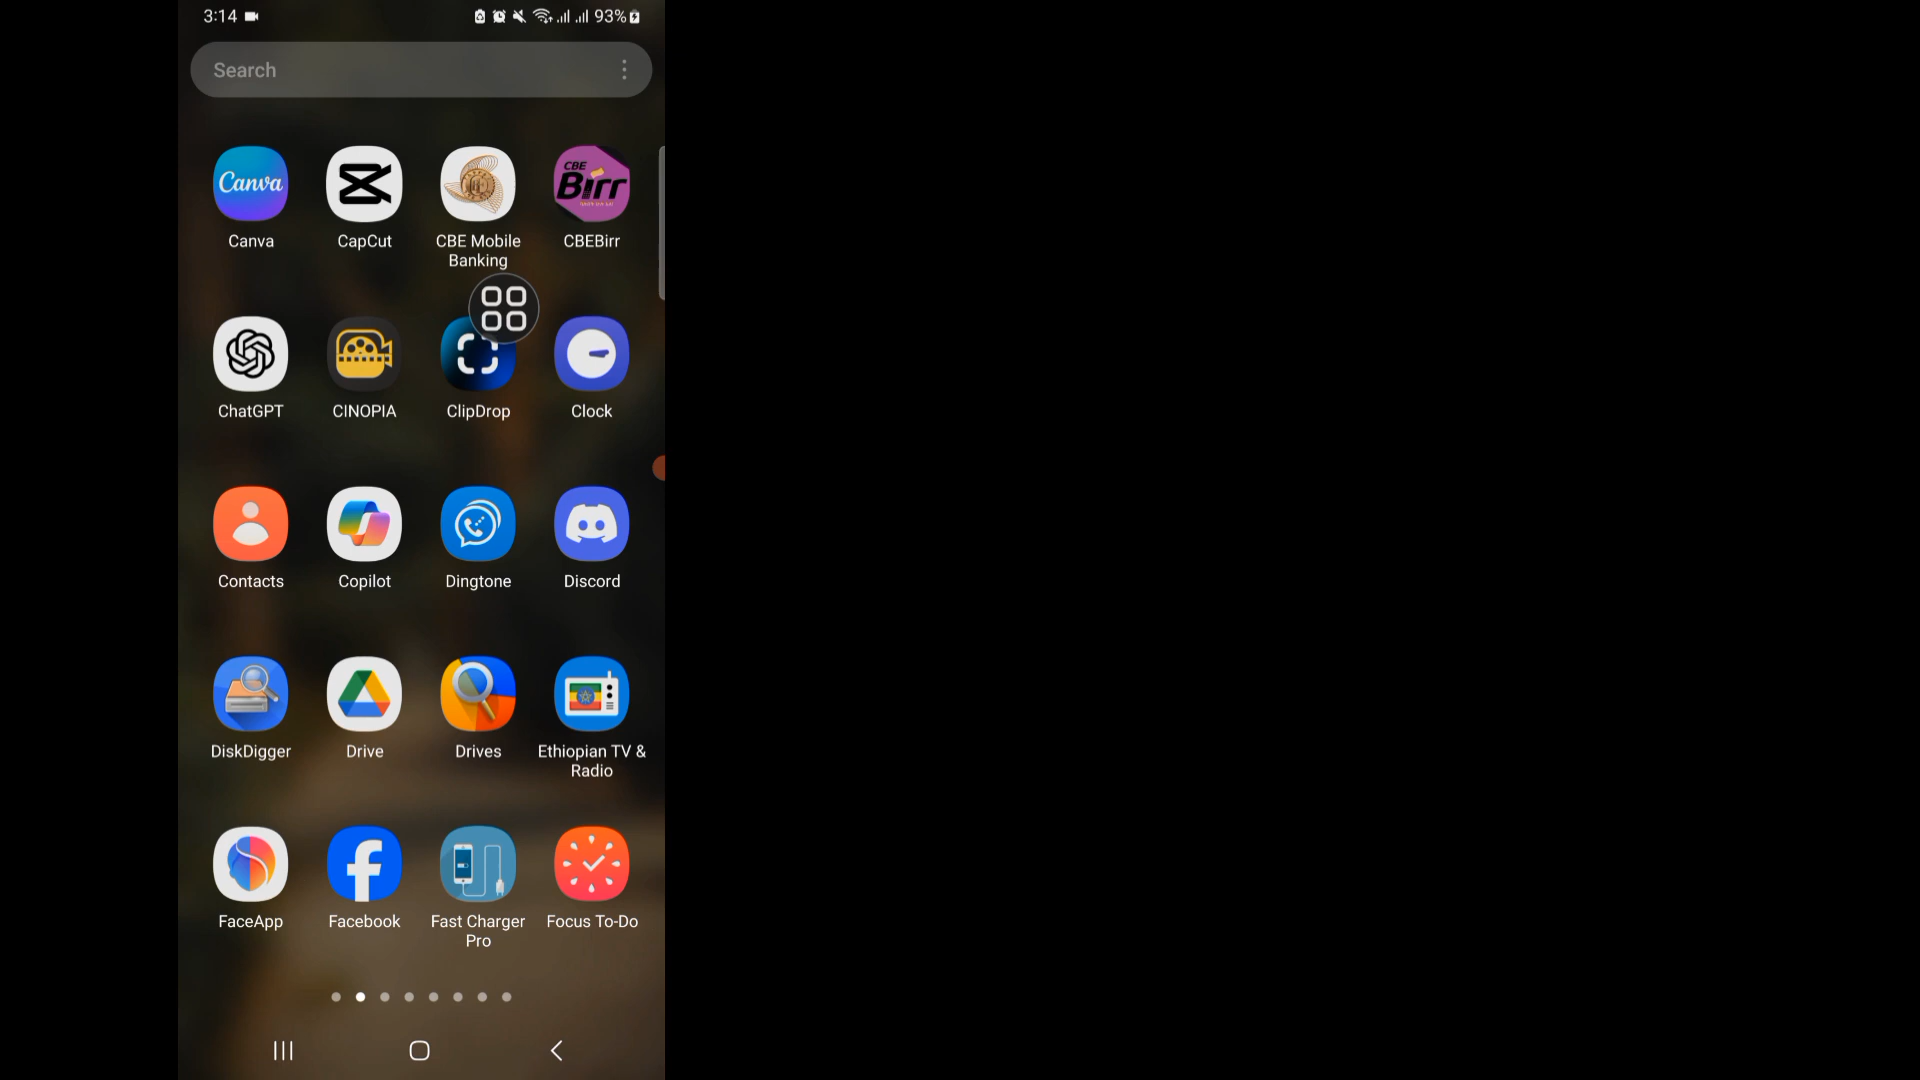 3:14
93%
Search
Canva
CBE
Birr
Canva
CapCut
CBE Mobile
Banking
CBEBirr
ChatGPT
CINOPIA
ClipDrop
Clock
Contacts
Copilot
Dingtone
Discord
DiskDigger
Drive
Drives
Ethiopian TV &
Radio
FaceApp
Facebook
Fast Charger
Pro
Focus To-Do